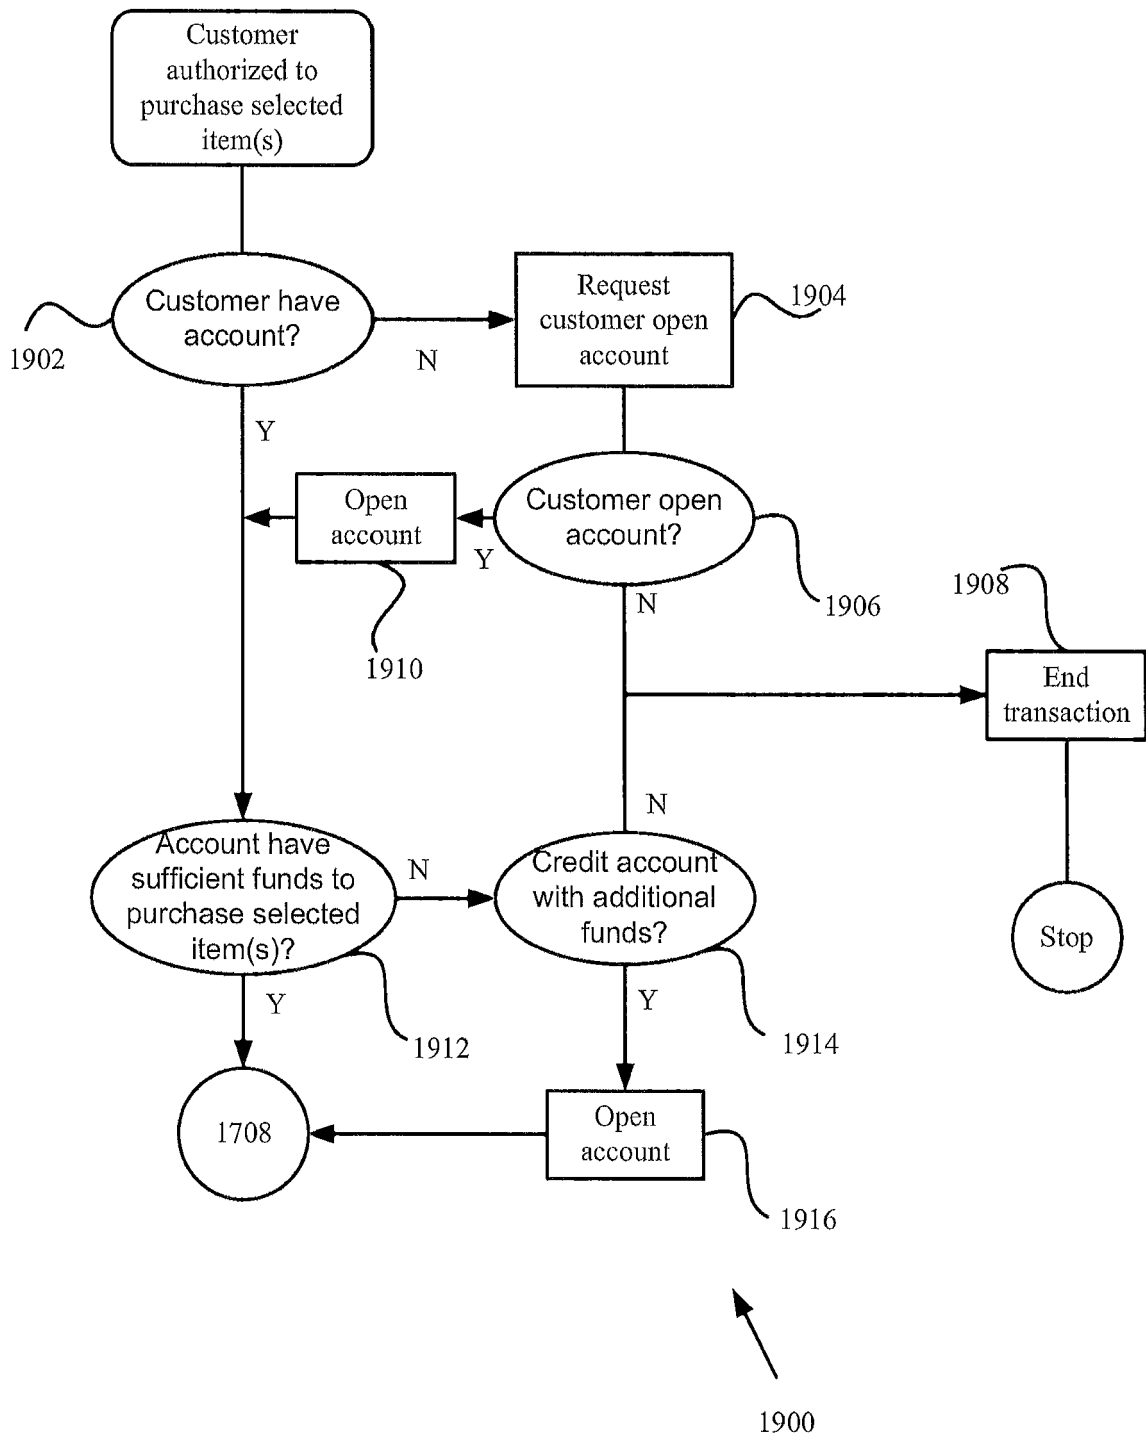 Customer
authorized to
purchase selected
item(s)
Customer have
account?
1902
N
Request
customer open
account
1904
Y
Open
account
1910
Y
Customer open
account?
1906
N
1908
End
transaction
Stop
N
Account have
sufficient funds to
purchase selected
item(s)?
1912
N
Credit account
with additional
funds?
1914
Y
Y
1708
Open
account
1916
1900